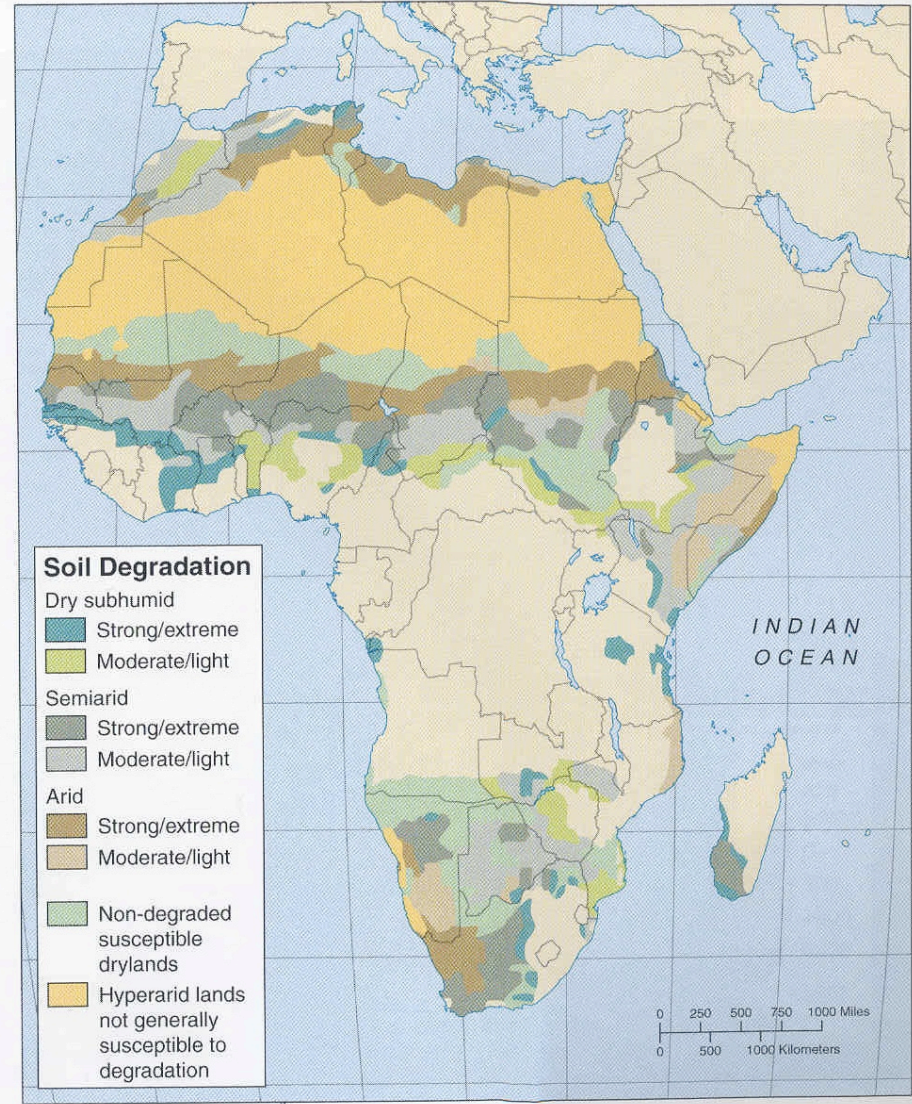 Soil Degradation
Dry subhumid
Strong/extreme
Moderate/light
Semiarid
Strong/extreme
Moderate/light
Arid
Strong/extreme
Moderate/light
Non-degraded
susceptible
drylands
Hyperarid lands
not generally
susceptible to
degradation
INDIAN
OCEAN
0 250 500 750 1000 Miles
0 500 1000 Kilometers